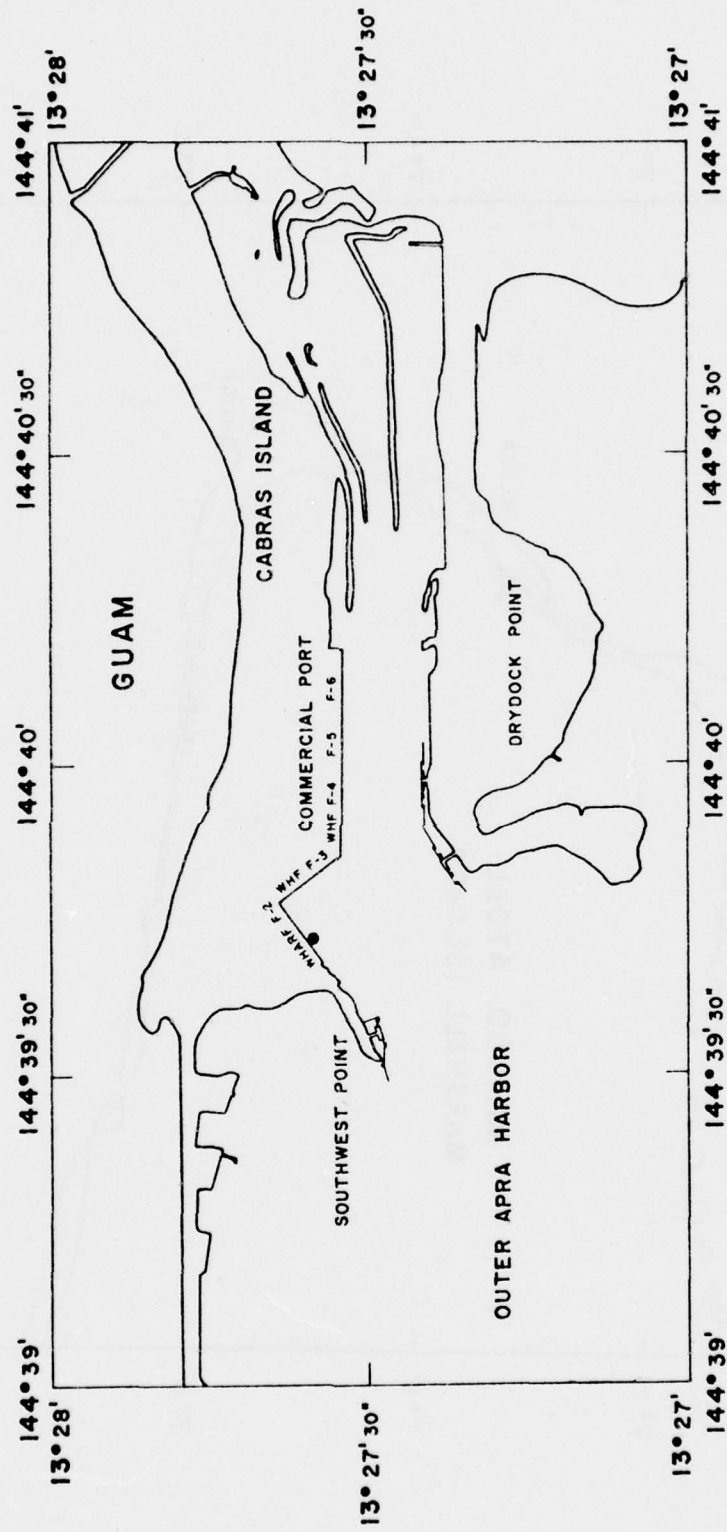 144° 39'
144° 39' 30"
144° 40'
144° 40' 30"
144° 41'
13° 28'
13° 28'
GUAM
CABRAS ISLAND
COMMERCIAL PORT
WHARF F-2
WHF F-3
WHF F-4 F-5 F-6
13° 27' 30"
13° 27' 30"
SOUTHWEST POINT
DRYDOCK POINT
OUTER APRA HARBOR
13° 27'
13° 27'
144° 39'
144° 39' 30"
144° 40'
144° 40' 30"
144° 41'